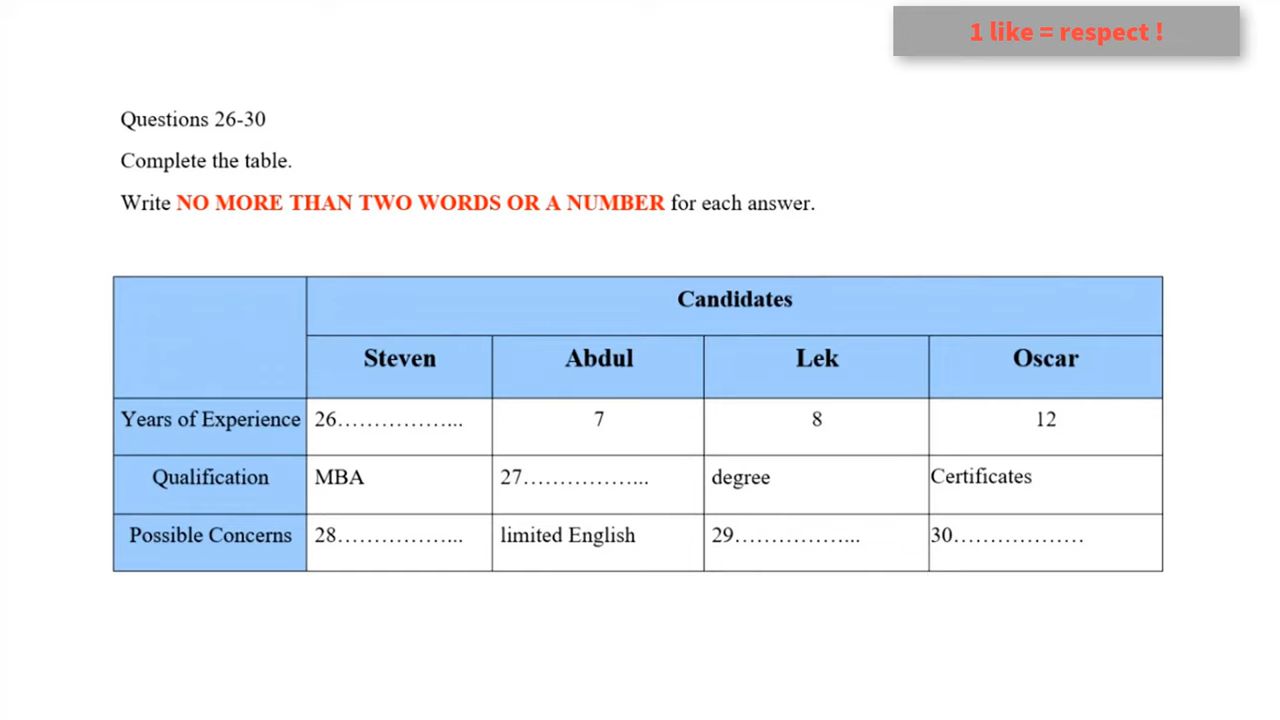 1 like = respect !
Questions 26-30
Complete the table.
Write NO MORE THAN TWO WORDS OR A NUMBER for each answer.
Candidates
Steven Abdul Lek Oscar
Years of Experience 26……………... 7 8 12
Qualification MBA 27……………... degree Certificates
Possible Concerns 28……………... limited English 29……………... 30………………